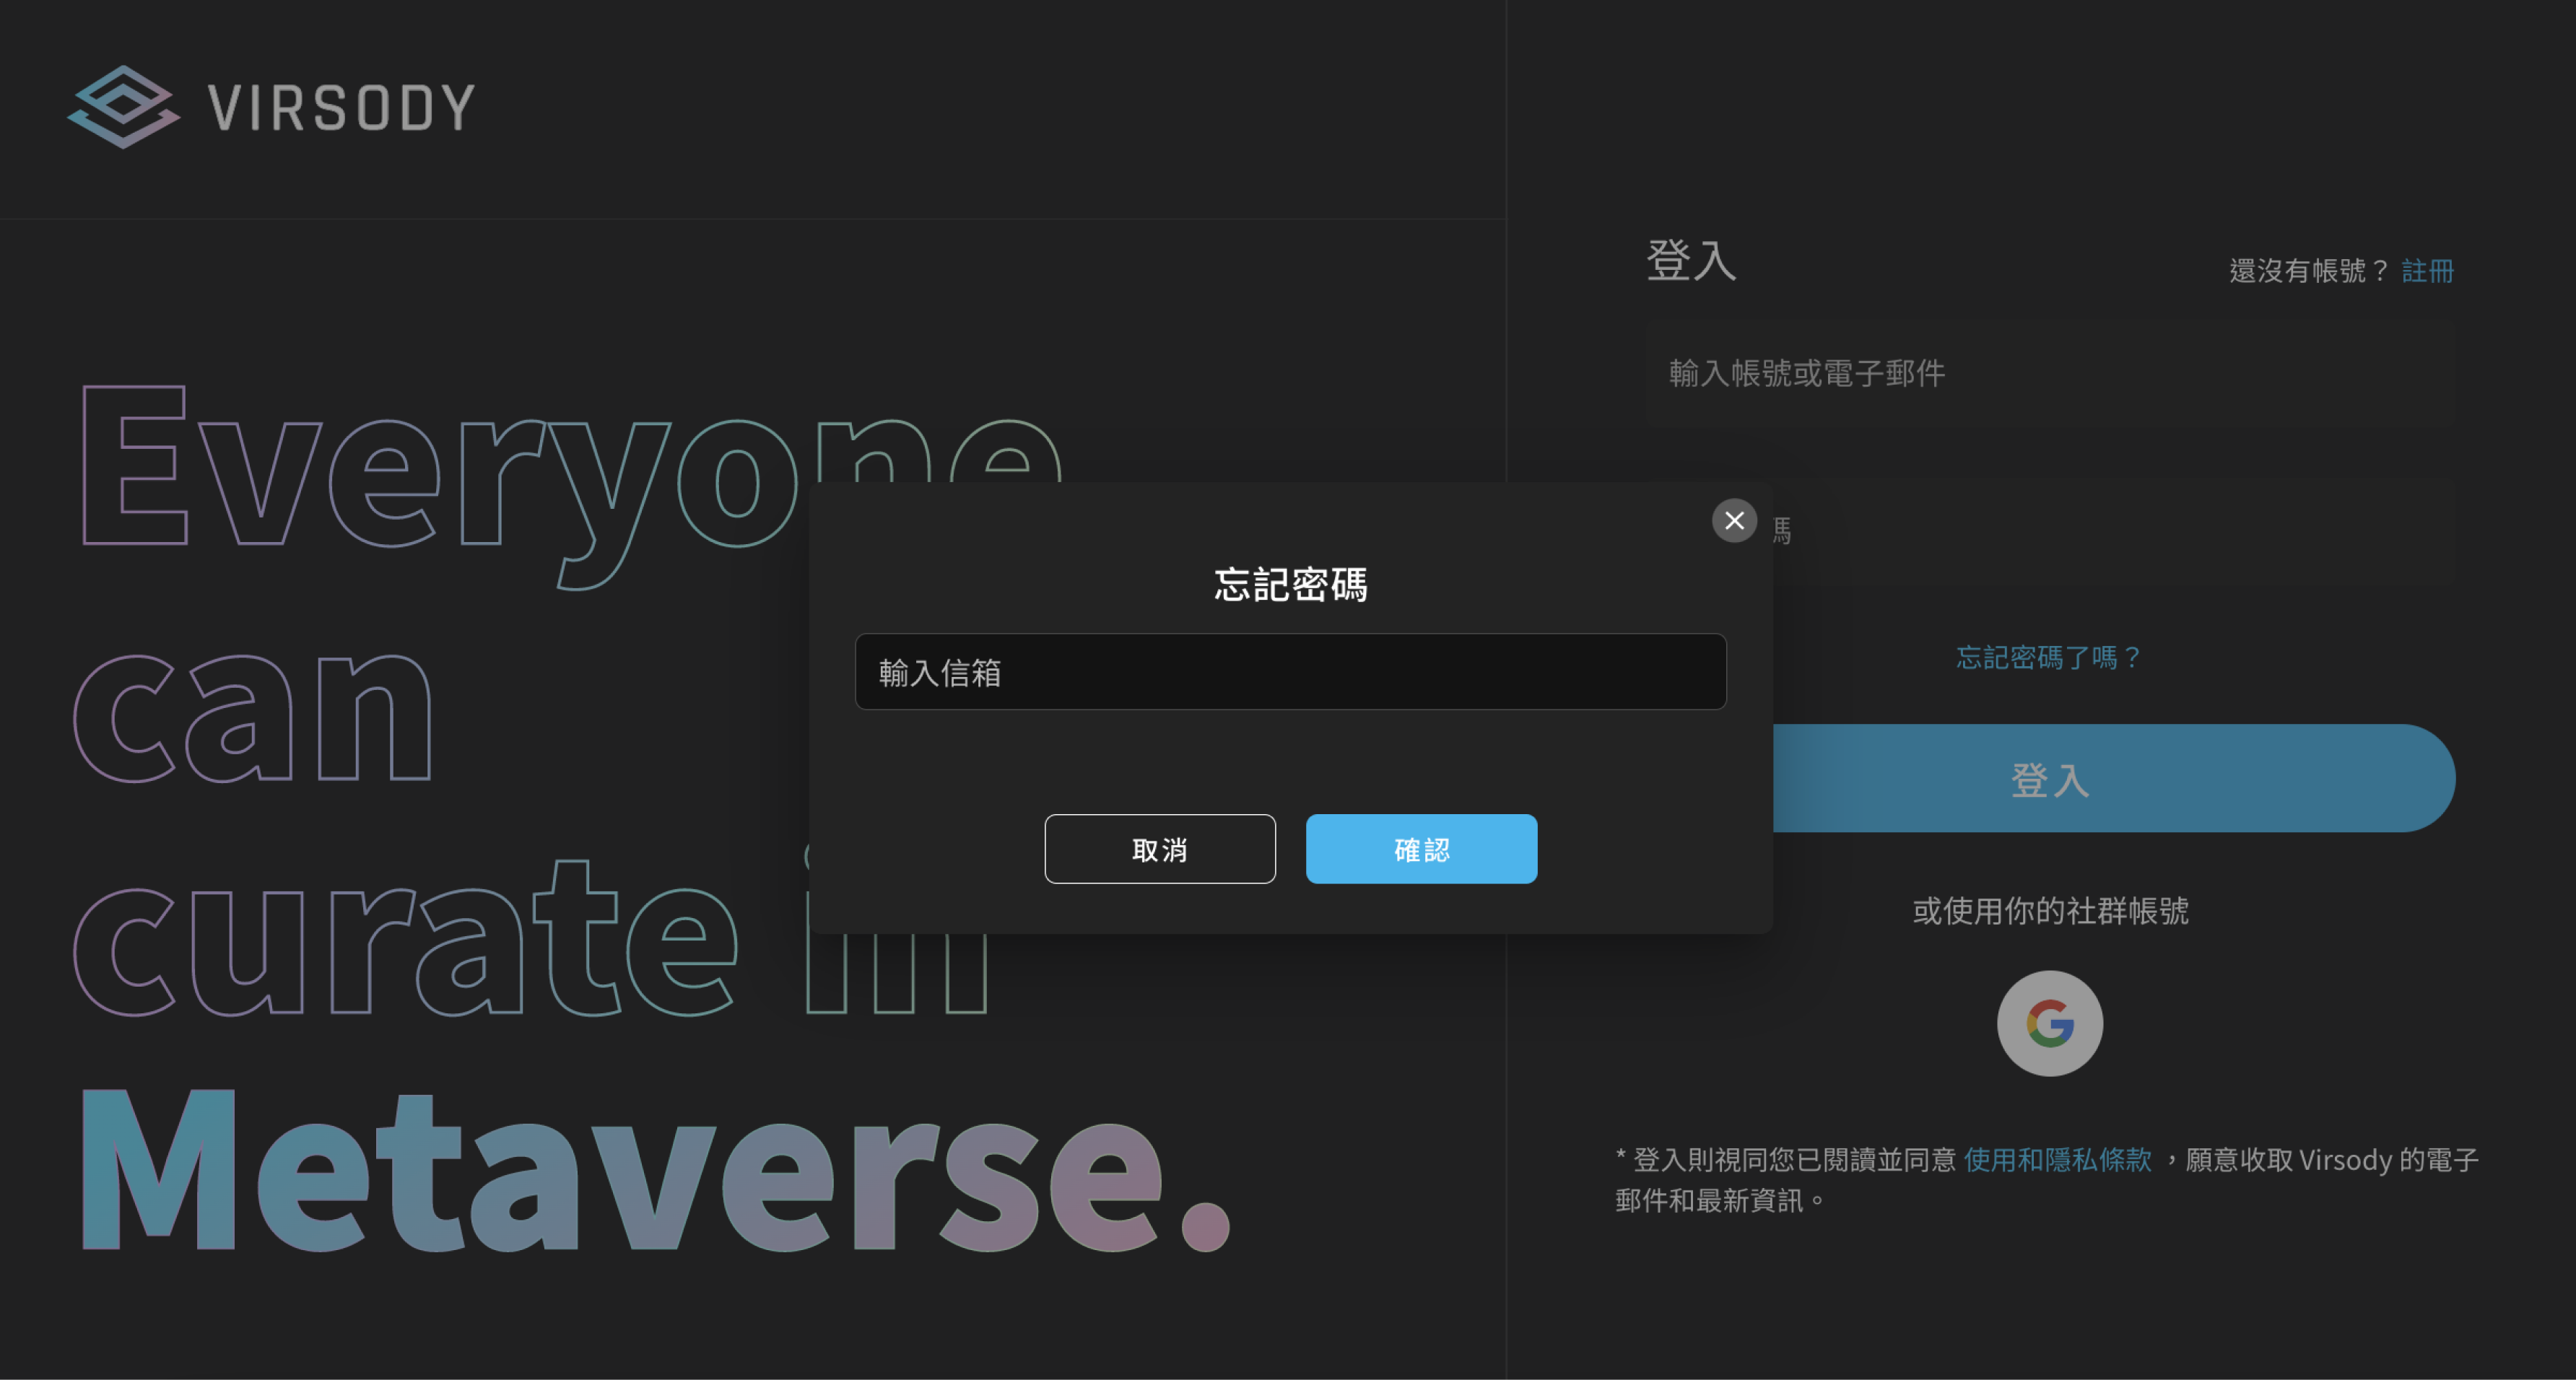 VIRSODY
Everyone
can
curate in
Metaverse.
登入
還沒有帳號？ 註冊
輸入帳號或電子郵件
碼
忘記密碼了嗎？
登入
或使用你的社群帳號
* 登入則視同您已閱讀並同意 使用和隱私條款 ，願意收取 Virsody 的電子
郵件和最新資訊。
忘記密碼
輸入信箱
取消
確認